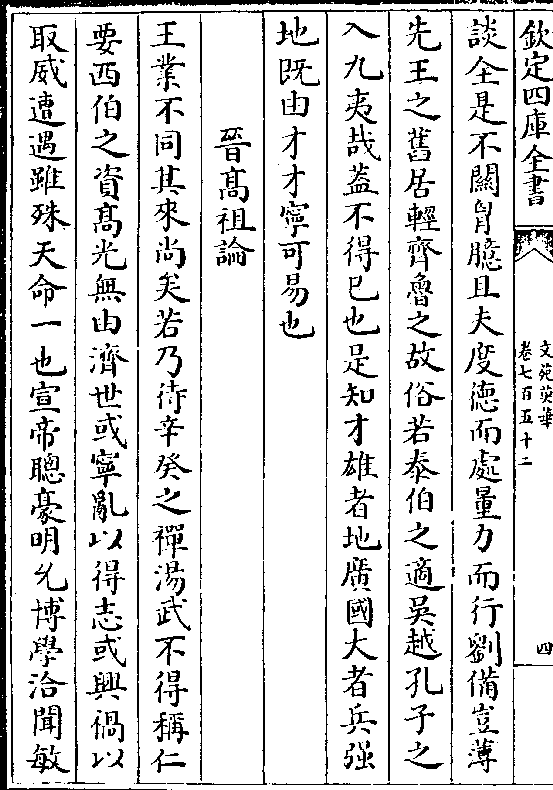 欽定四庫全書
文苑英華
卷七百五十二
四
談全是不關胷臆且夫度德而處量力而行劉備豈薄
先王之舊居輕齊魯之故俗若泰伯之適吳越孔子之
入九夷哉蓋不得已也是知才雄者地廣國大者兵强
地既由才才寧可易也
晉髙祖論
王業不同其來尚矣若乃待辛癸之禪湯武不得稱仁
要西伯之資髙光無由濟世或寧亂以得志或興禍以
取威遭遇雖殊天命一也宣帝聰豪明允博學洽聞敏